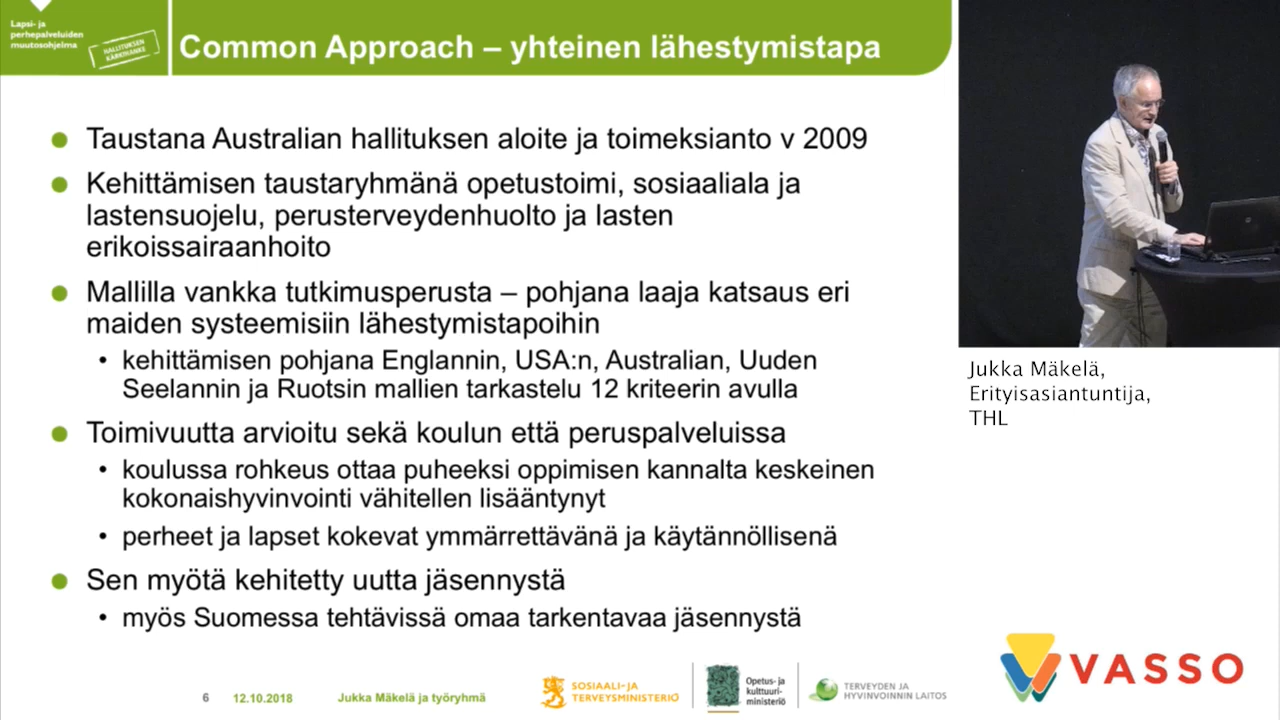 Lapsi- ja
perhepalveluiden
muutosohjelma
HALLITUKSEN
KÄRKIHANKE
Common Approach – yhteinen lähestymistapa
Taustana Australian hallituksen aloite ja toimeksianto v 2009
Kehittämisen taustaryhmänä opetustoimi, sosiaaliala ja
lastensuojelu, perusterveydenhuolto ja lasten
erikoissairaanhoito
Mallilla vankka tutkimusperusta – pohjana laaja katsaus eri
maiden systeemisiin lähestymistapoihin
kehittämisen pohjana Englannin, USA:n, Australian, Uuden
Seelannin ja Ruotsin mallien tarkastelu 12 kriteerin avulla
Toimivuutta arvioitu sekä koulun että peruspalveluissa
koulussa rohkeus ottaa puheeksi oppimisen kannalta keskeinen
kokonaishyvinvointi vähitellen lisääntynyt
perheet ja lapset kokevat ymmärrettävänä ja käytännöllisenä
Sen myötä kehitetty uutta jäsennystä
myös Suomessa tehtävissä omaa tarkentavaa jäsennystä
6 12.10.2018 Jukka Mäkelä ja työryhmä
SOSIAALI- JA
TERVEYSMINISTERIÖ
Opetus- ja
kulttuuri-
ministeriö
TERVEYDEN JA
HYVINVOINNIN LAITOS
Jukka Mäkelä,
Erityisasiantuntija,
THL
VASSO